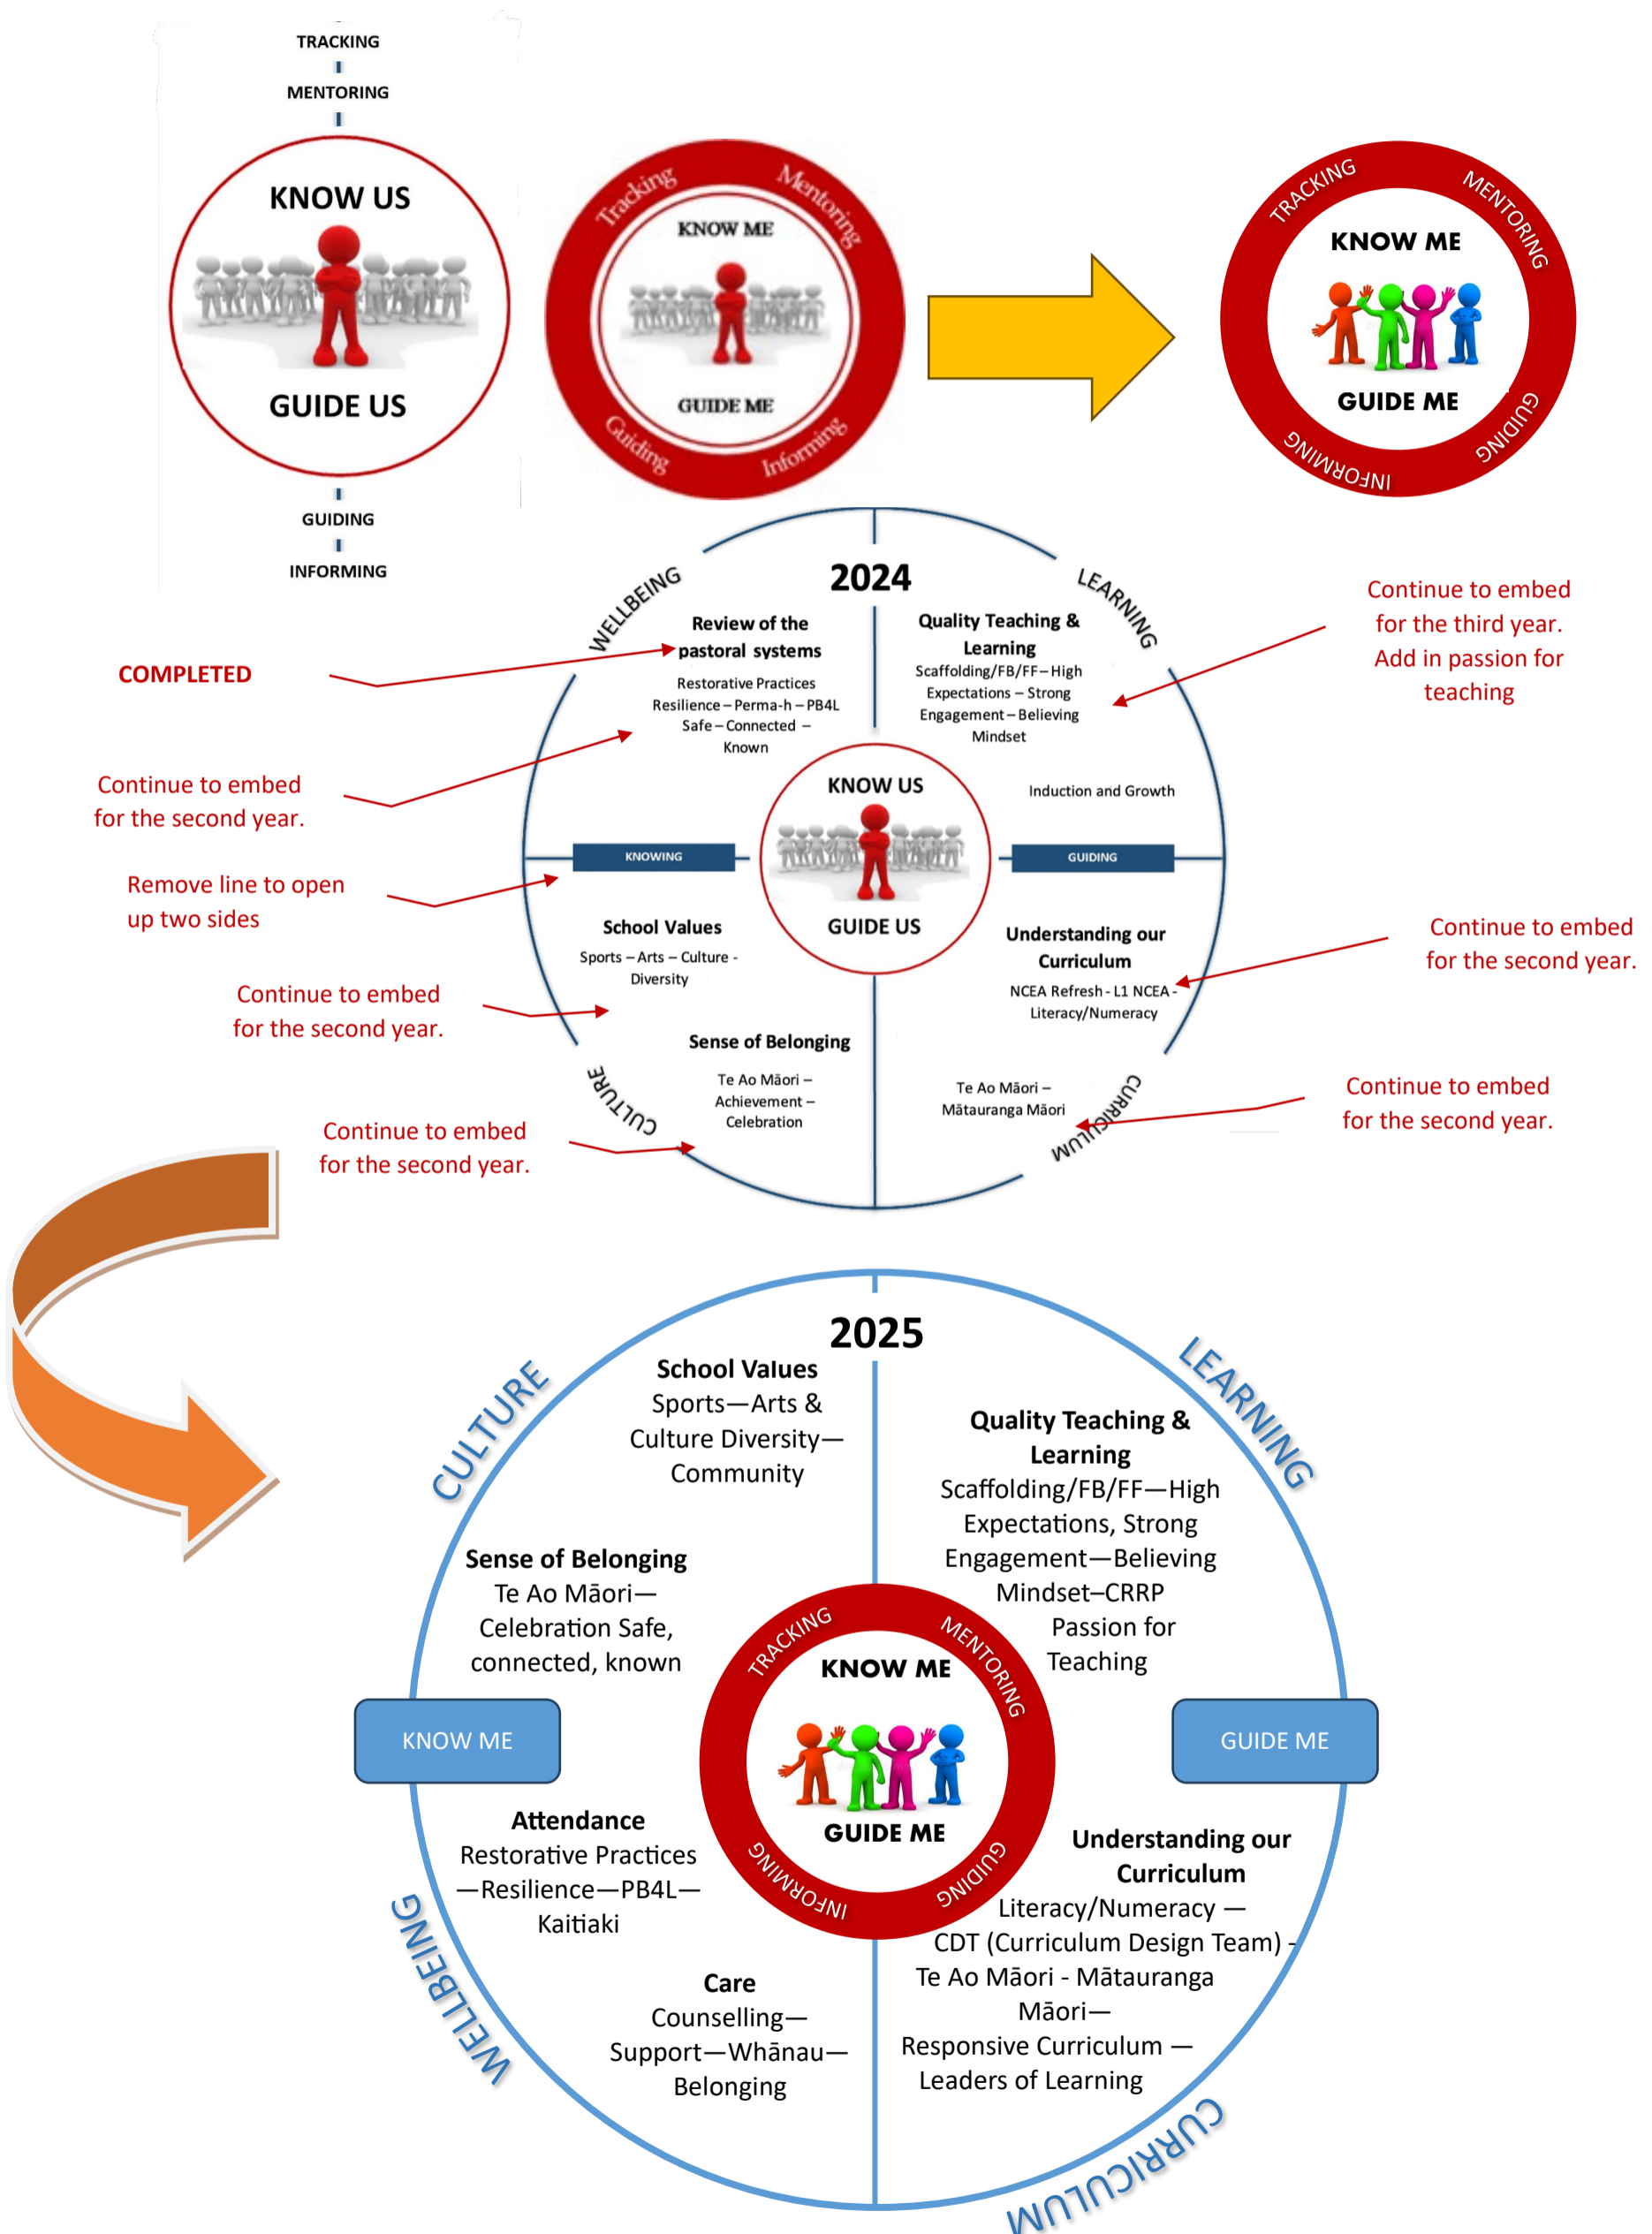 TRACKING
MENTORING
KNOW US
GUIDE US
GUIDING
INFORMING
Tracking
Mentoring
KNOW ME
GUIDE ME
Guiding
Informing
TRACKING
MENTORING
KNOW ME
GUIDE ME
INFORMING
GUIDING
2024
WELLBEING
LEARNING
Review of the
pastoral systems
Restorative Practices
Resilience – Perma-h – PB4L
Safe – Connected –
Known
Quality Teaching &
Learning
Scaffolding/FB/FF – High
Expectations – Strong
Engagement – Believing
Mindset
Induction and Growth
KNOW US
GUIDE US
KNOWING
GUIDING
School Values
Sports – Arts – Culture -
Diversity
Sense of Belonging
Te Ao Māori –
Achievement –
Celebration
Understanding our
Curriculum
NCEA Refresh - L1 NCEA -
Literacy/Numeracy
Te Ao Māori –
Mātauranga Māori
CULTURE
CURRICULUM
COMPLETED
Continue to embed
for the second year.
Remove line to open
up two sides
Continue to embed
for the second year.
Continue to embed
for the second year.
Continue to embed
for the third year.
Add in passion for
teaching
Continue to embed
for the second year.
Continue to embed
for the second year.
2025
CULTURE
LEARNING
School Values
Sports—Arts &
Culture Diversity—
Community
Sense of Belonging
Te Ao Māori—
Celebration Safe,
connected, known
Quality Teaching &
Learning
Scaffolding/FB/FF—High
Expectations, Strong
Engagement—Believing
Mindset–CRRP
Passion for
Teaching
TRACKING
MENTORING
KNOW ME
GUIDE ME
INFORMING
GUIDING
KNOW ME
GUIDE ME
Attendance
Restorative Practices
—Resilience—PB4L—
Kaitiaki
Care
Counselling—
Support—Whānau—
Belonging
Understanding our
Curriculum
Literacy/Numeracy —
CDT (Curriculum Design Team) -
Te Ao Māori - Mātauranga
Māori—
Responsive Curriculum —
Leaders of Learning
WELLBEING
CURRICULUM